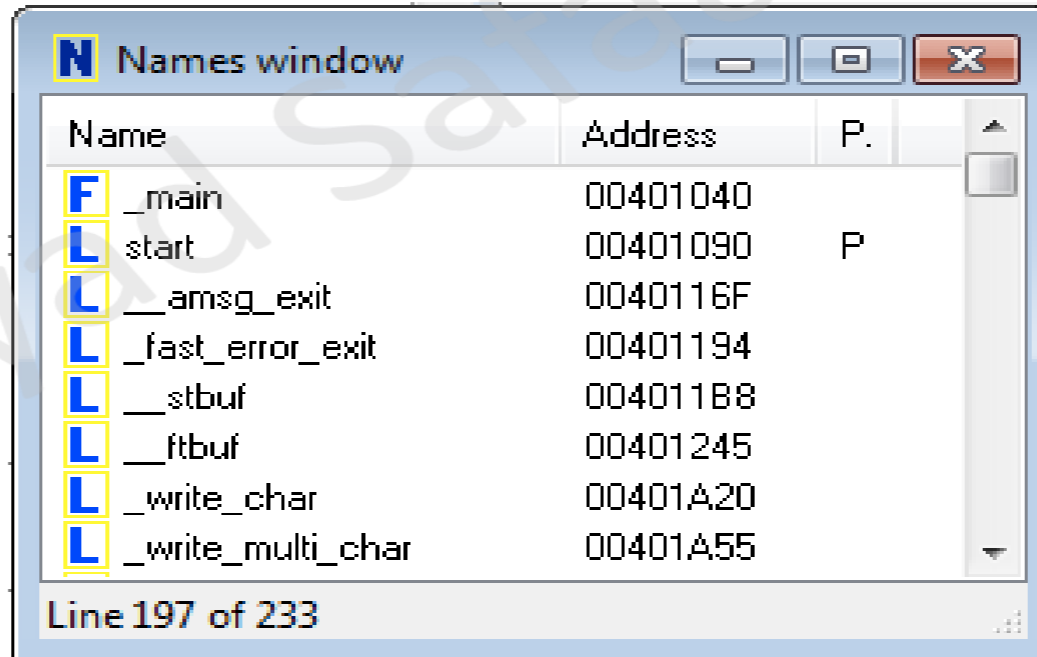 N Names window
Name Address P.
F _main 00401040
L start 00401090 P
L __amsg_exit 0040116F
L _fast_error_exit 00401194
L __stbuf 004011B8
L __ftbuf 00401245
L _write_char 00401A20
L _write_multi_char 00401A55
Line 197 of 233